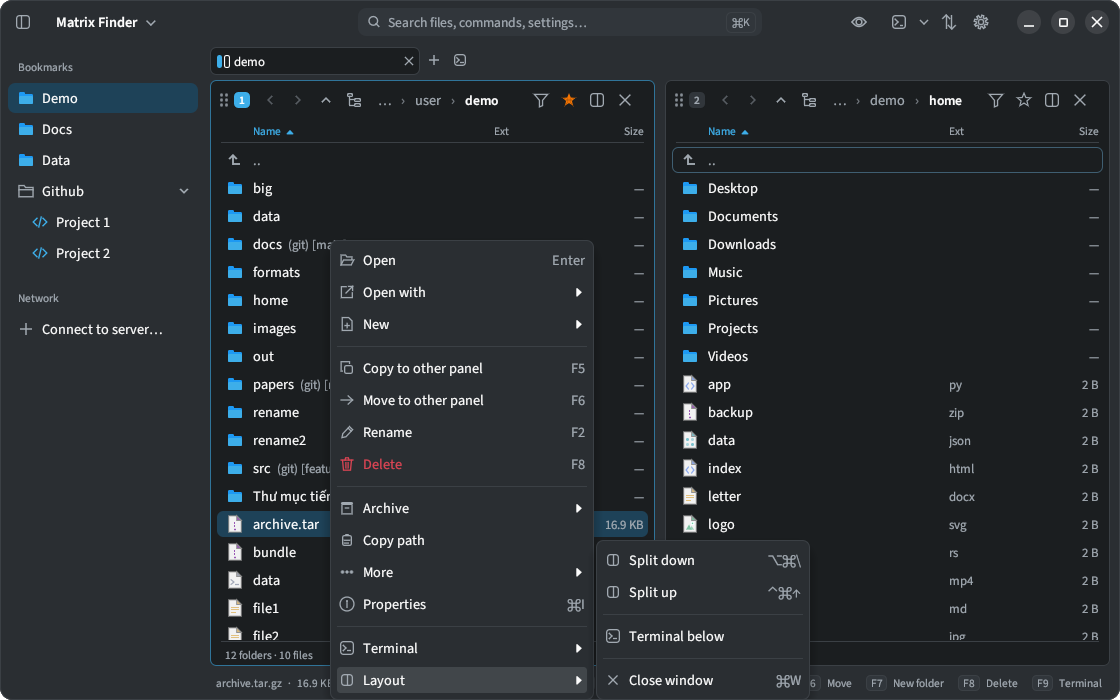 Matrix Finder
Search files, commands, settings… ⌘K
Bookmarks
Demo
Docs
Data
Github
Project 1
Project 2
Network
Connect to server…
demo
1 … › user › demo
Name Ext Size
..
big —
data —
docs (git) —
formats —
home —
images —
out —
papers (git) —
rename —
rename2 —
src (git) —
Thư mục —
archive.tar 16.9 KB
bundle
data
file1
file2
12 folders · 10 files
archive.tar.gz · 16.9
Open Enter
Open with
New
Copy to other panel F5
Move to other panel F6
Rename F2
Delete F8
Archive
Copy path
More
Properties ⌘I
Terminal
Layout
Split down ⌥⌘\
Split up ^⌘↑
Terminal below
Close window ⌘W
2 … › demo › home
Name Ext Size
..
Desktop —
Documents —
Downloads —
Music —
Pictures —
Projects —
Videos —
app py 2 B
backup zip 2 B
data json 2 B
index html 2 B
letter docx 2 B
logo svg 2 B
rs 2 B
mp4 2 B
md 2 B
jpg 2 B
Move F7 New folder F8 Delete F9 Terminal